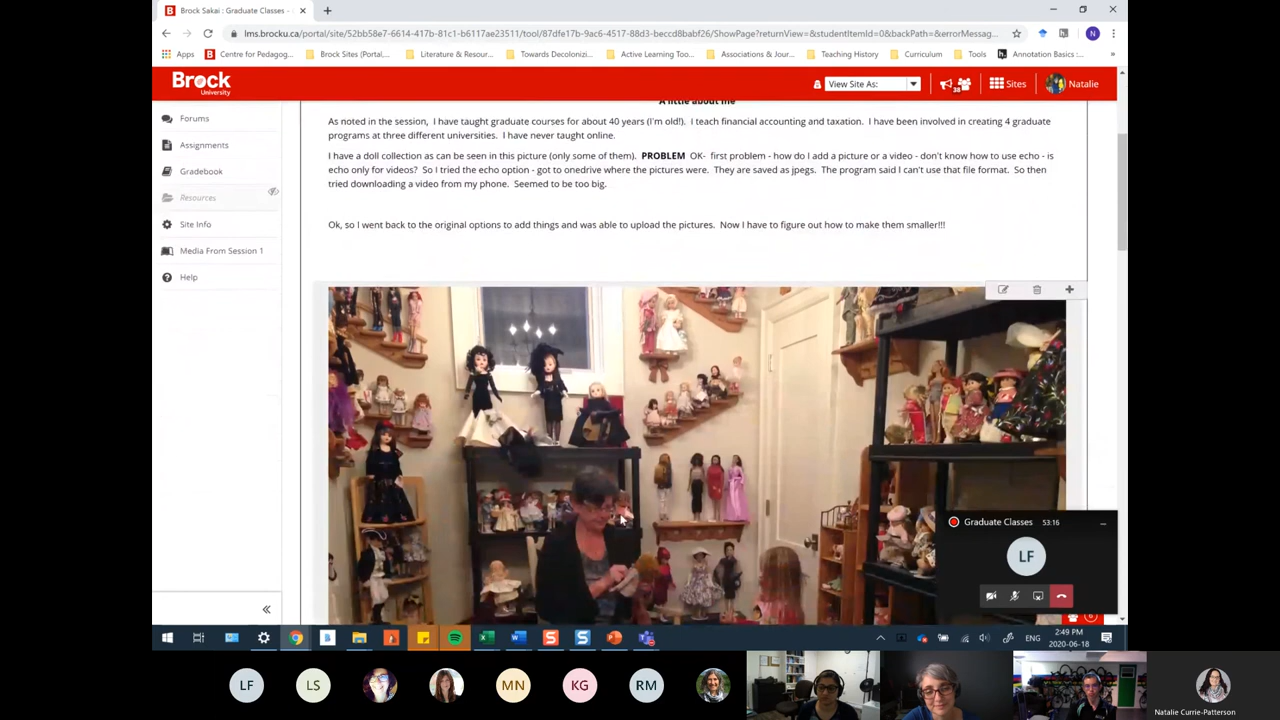 Brock Sakai : Graduate Classes -
lms.brocku.ca/portal/site/52bb58e7-6614-417b-81c1-b6117ae23511/tool/87dfe17b-9ac6-4517-88d3-beccd8babf26/ShowPage?returnView=&studentItemId=0&backPath=&errorMessag...
Apps
Centre for Pedagog...
Brock Sites (Portal,...
Literature & Resour...
Towards Decolonizi...
Active Learning Too...
Associations & Jour...
Teaching History
Curriculum
Tools
Annotation Basics :...
Brock
University
View Site As:
38
Sites
Natalie
Forums
Assignments
Gradebook
Resources
Site Info
Media From Session 1
Help
A little about me
As noted in the session, I have taught graduate courses for about 40 years (I'm old!). I teach financial accounting and taxation. I have been involved in creating 4 graduate
programs at three different universities. I have never taught online.
I have a doll collection as can be seen in this picture (only some of them). PROBLEM OK- first problem - how do I add a picture or a video - don't know how to use echo - is
echo only for videos? So I tried the echo option - got to onedrive where the pictures were. They are saved as jpegs. The program said I can't use that file format. So then
tried downloading a video from my phone. Seemed to be too big.
Ok, so I went back to the original options to add things and was able to upload the pictures. Now I have to figure out how to make them smaller!!!
Graduate Classes 53:16
LF
ENG
2:49 PM
2020-06-18
LF
LS
MN
KG
RM
Natalie Currie-Patterson